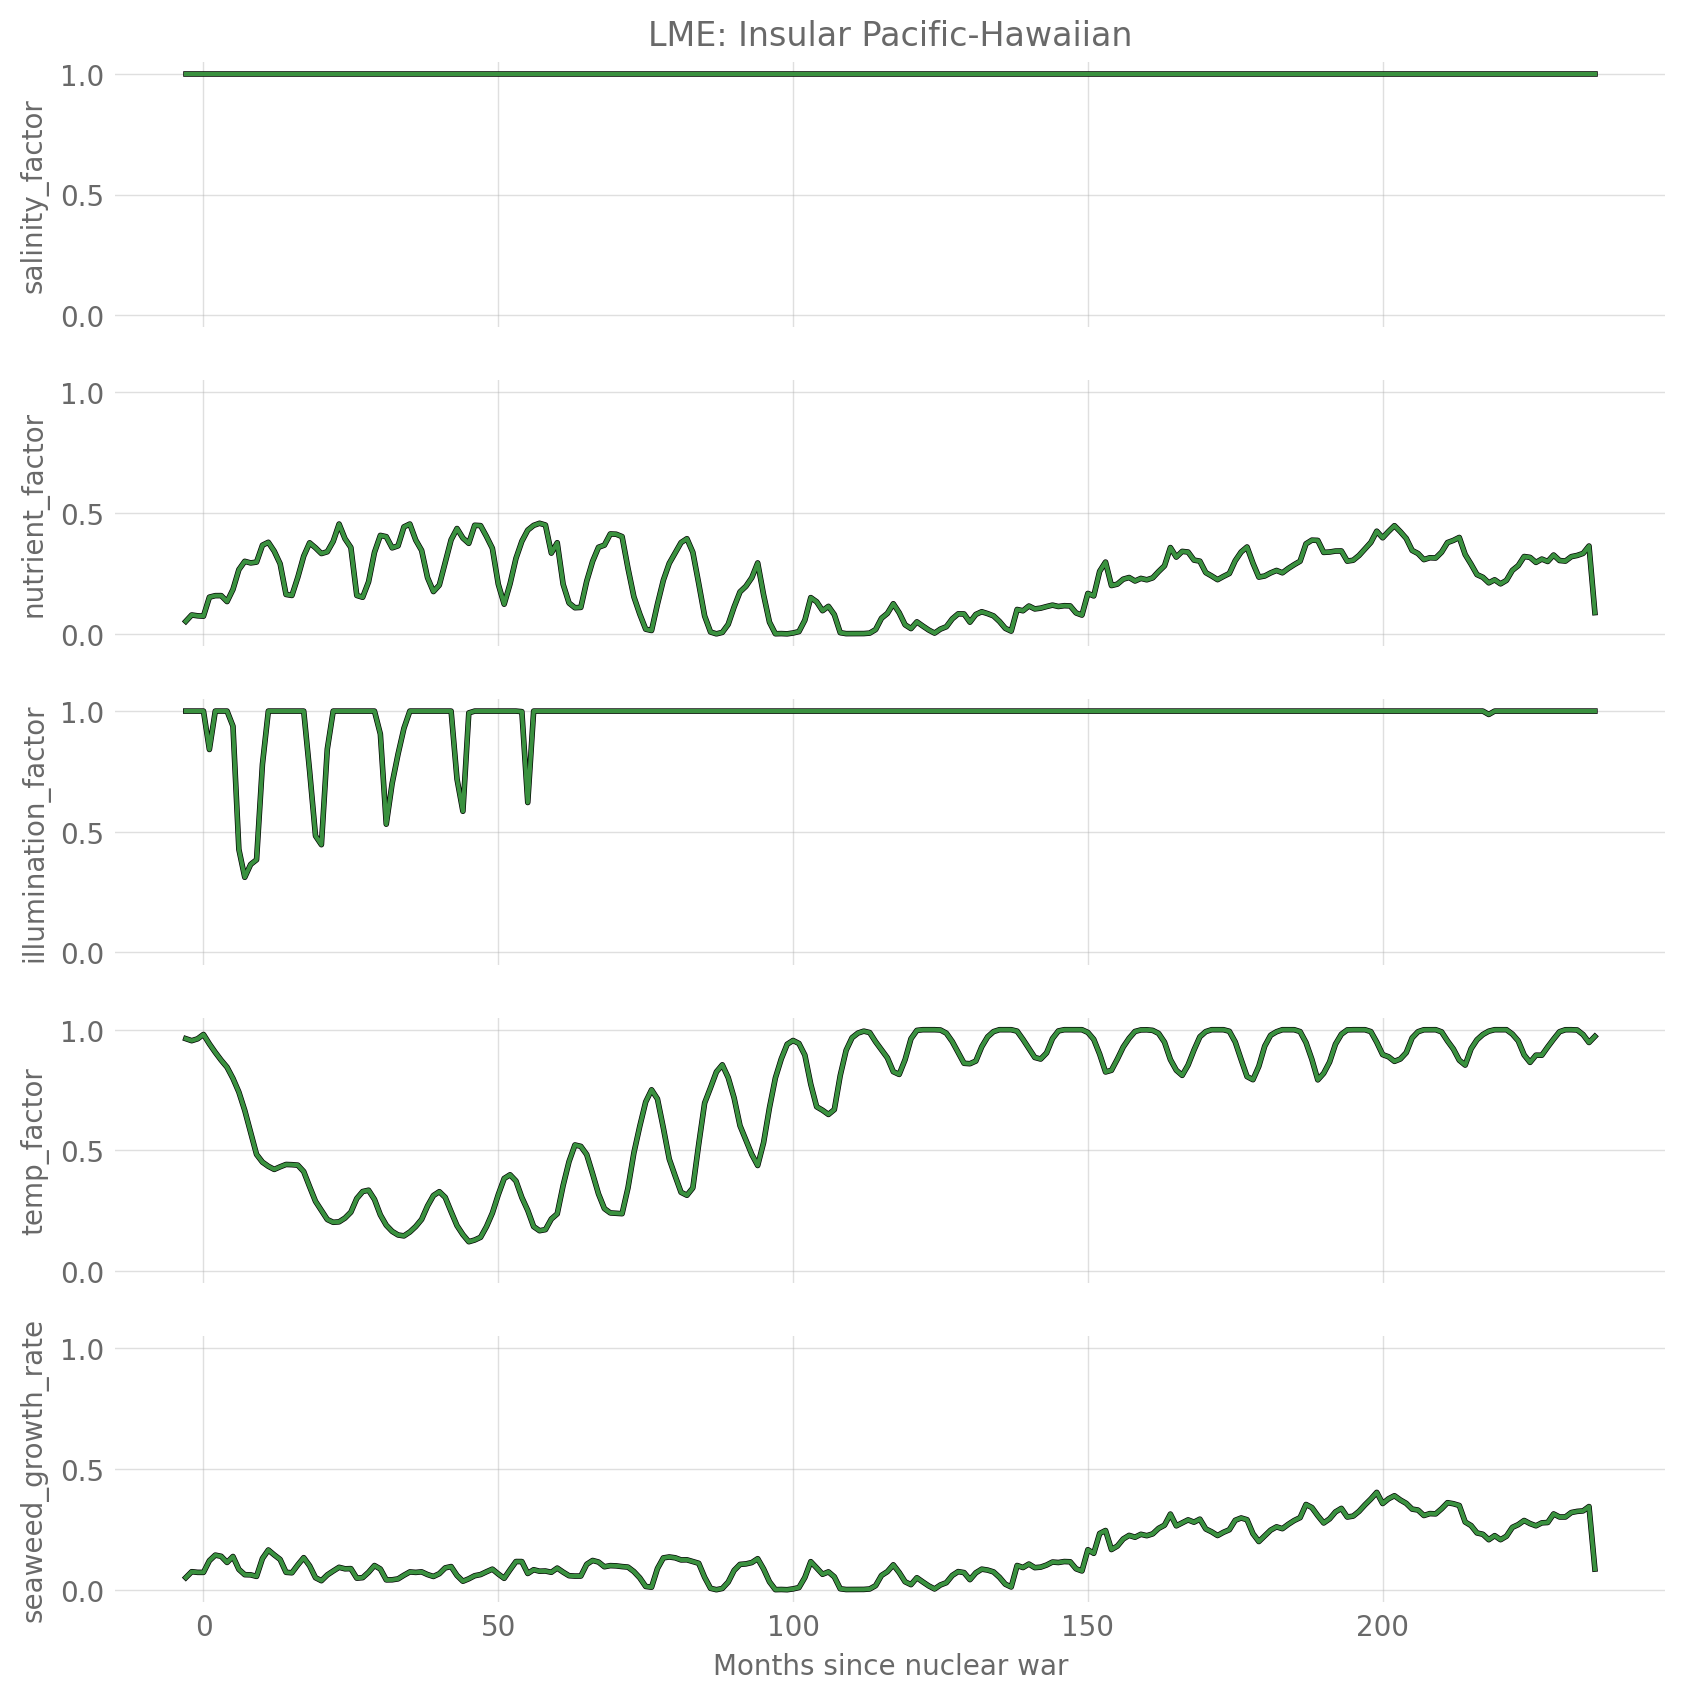 LME: Insular Pacific-Hawaiian
salinity_factor
1.0
0.5
0.0
nutrient_factor
1.0
0.5
0.0
illumination_factor
1.0
0.5
0.0
temp_factor
1.0
0.5
0.0
seaweed_growth_rate
1.0
0.5
0.0
0 50 100 150 200
Months since nuclear war